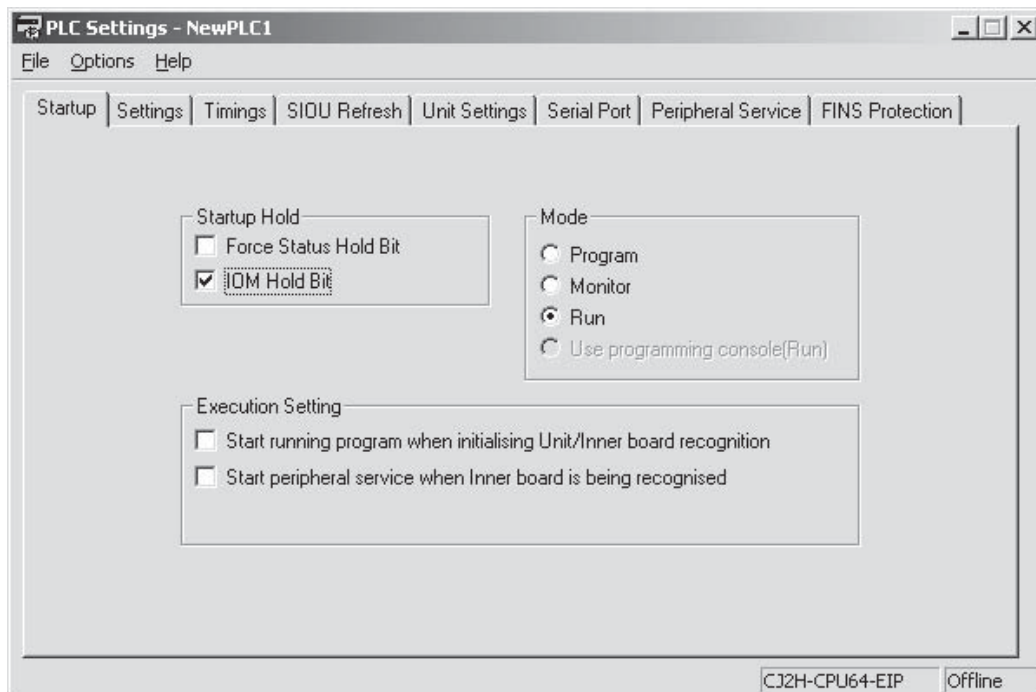 PLC Settings - NewPLC1
File Options Help
Startup Settings Timings SIOU Refresh Unit Settings Serial Port Peripheral Service FINS Protection
Startup Hold
Force Status Hold Bit
IOM Hold Bit
Mode
Program
Monitor
Run
Use programming console(Run)
Execution Setting
Start running program when initialising Unit/Inner board recognition
Start peripheral service when Inner board is being recognised
CJ2H-CPU64-EIP Offline